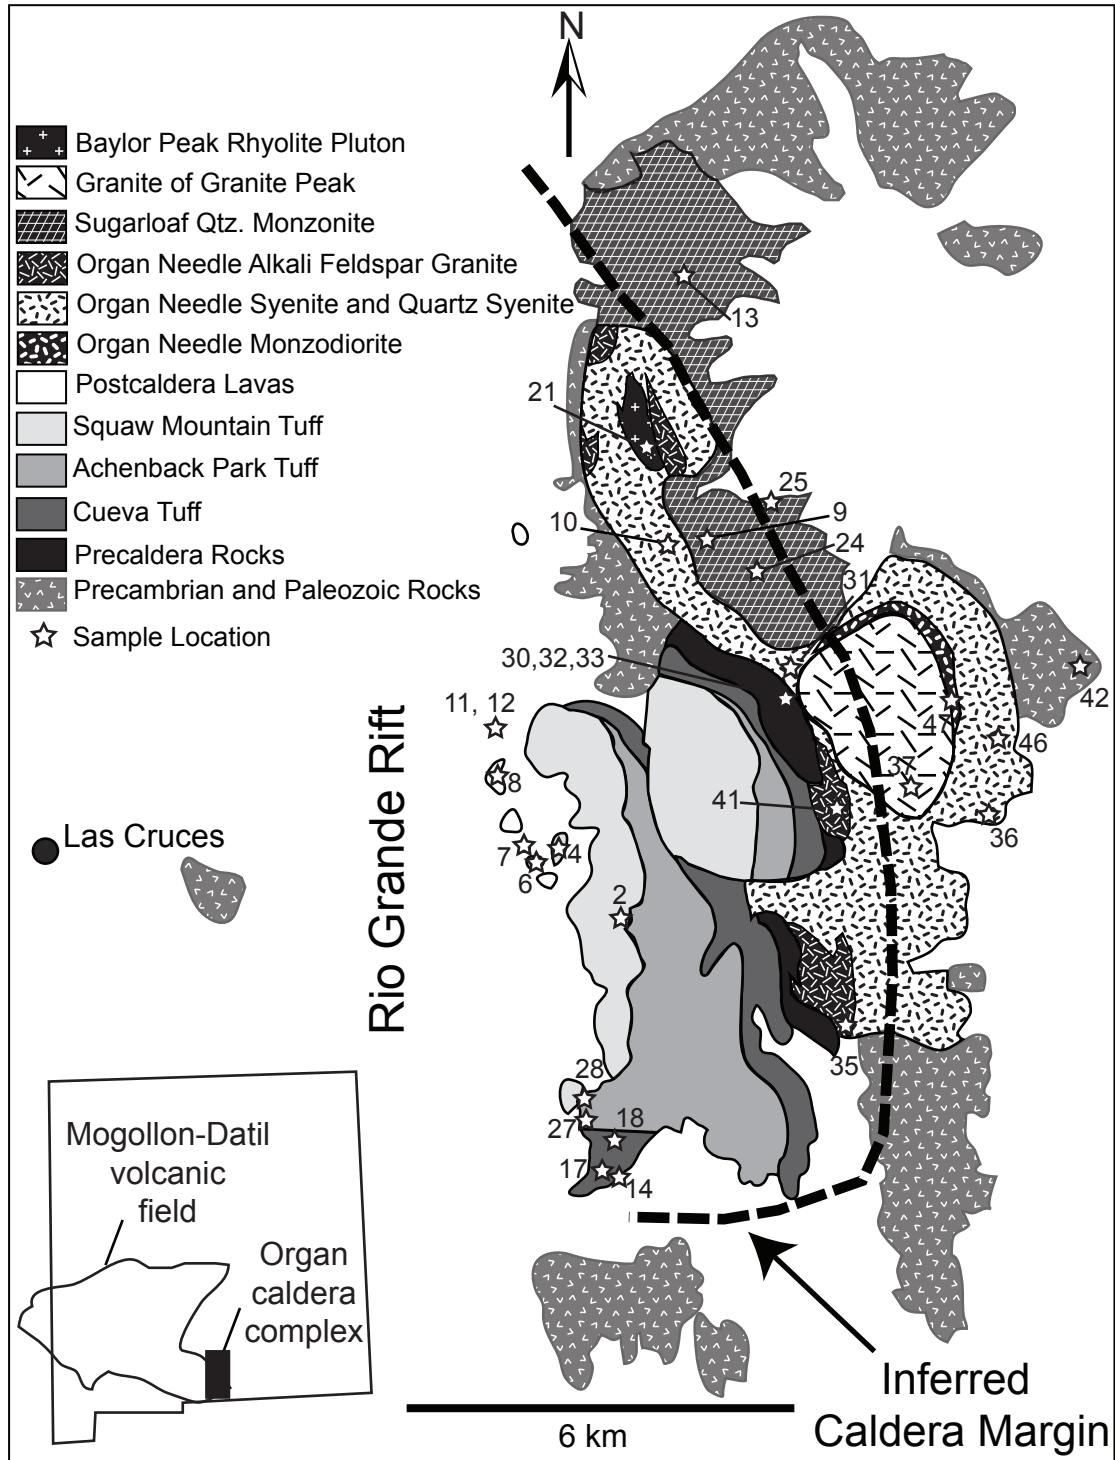 N
Baylor Peak Rhyolite Pluton
Granite of Granite Peak
Sugarloaf Qtz. Monzonite
Organ Needle Alkali Feldspar Granite
Organ Needle Syenite and Quartz Syenite
Organ Needle Monzodiorite
Postcaldera Lavas
Squaw Mountain Tuff
Achenback Park Tuff
Cueva Tuff
Precaldera Rocks
Precambrian and Paleozoic Rocks
Sample Location
13
21
25
10
9
24
31
30,32,33
42
11, 12
47
46
37
8
41
36
Las Cruces
7
4
6
2
Rio Grande Rift
35
28
27
18
17
14
Mogollon-Datil
volcanic
field
Organ
caldera
complex
Inferred
Caldera Margin
6 km